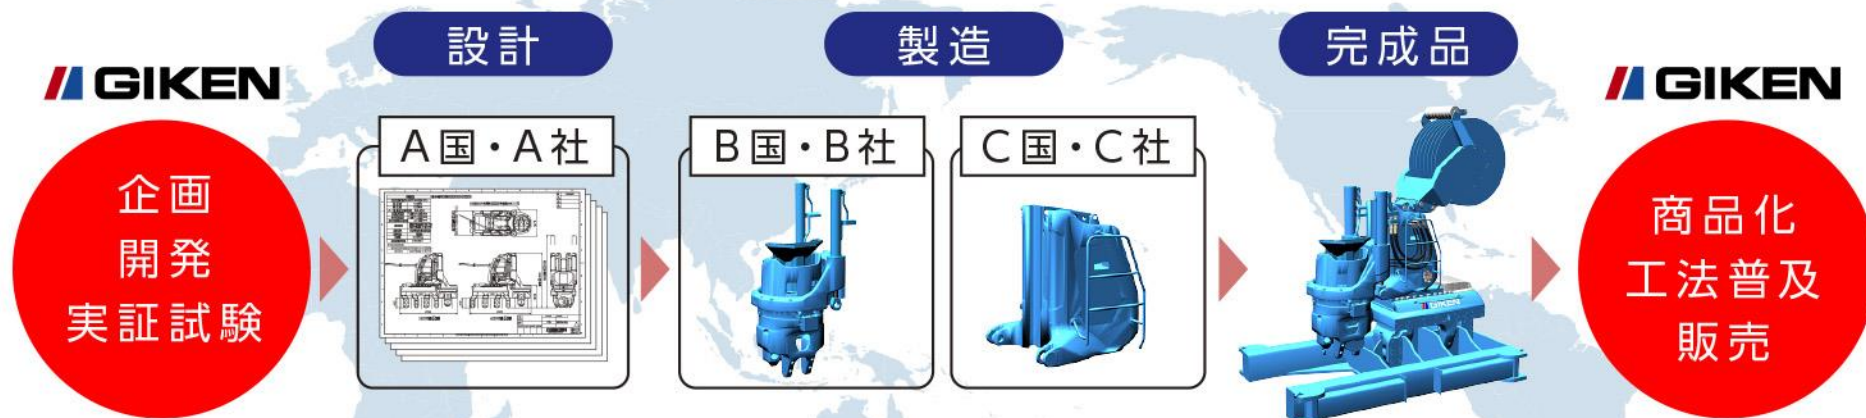 GIKEN
企画
開発
実証試験
設計
A国・A社
製造
B国・B社
C国・C社
完成品
GIKEN
GIKEN
商品化
工法普及
販売